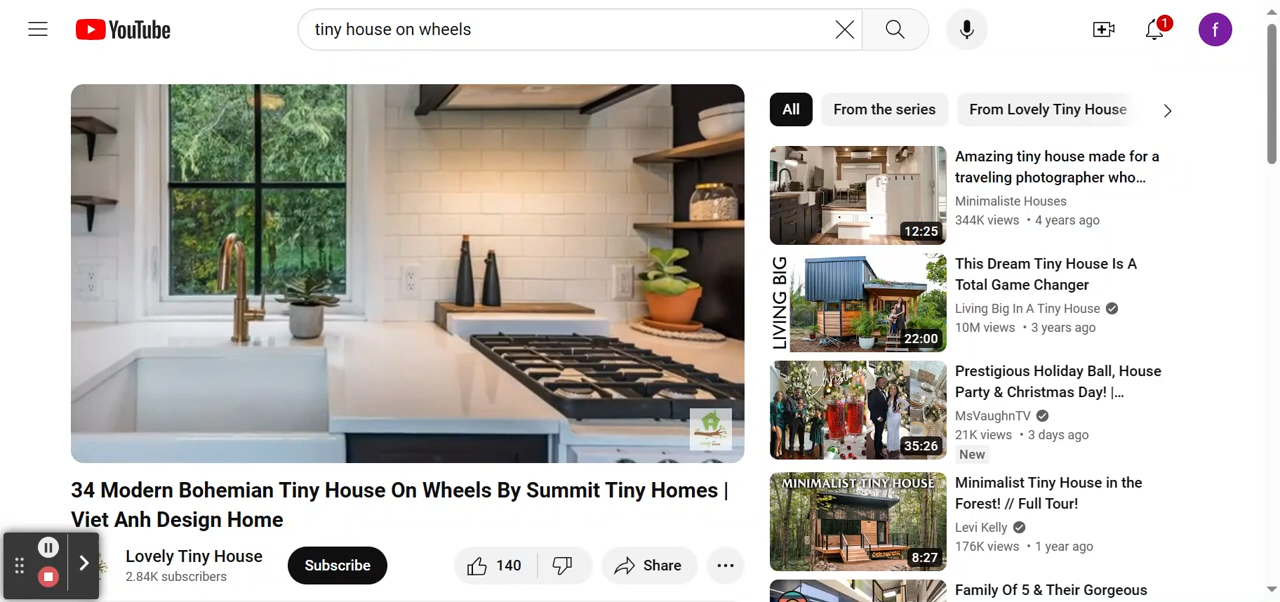 YouTube
tiny house on wheels
1
f
All
From the series
From Lovely Tiny House
Amazing tiny house made for a
traveling photographer who...
Minimaliste Houses
344K views • 4 years ago
12:25
LIVING BIG
This Dream Tiny House Is A
Total Game Changer
Living Big In A Tiny House
10M views • 3 years ago
22:00
Prestigious Holiday Ball, House
Party & Christmas Day! |...
MsVaughnTV
21K views • 3 days ago
New
35:26
MINIMALIST TINY HOUSE
Minimalist Tiny House in the
Forest! // Full Tour!
Levi Kelly
176K views • 1 year ago
8:27
Family Of 5 & Their Gorgeous
34 Modern Bohemian Tiny House On Wheels By Summit Tiny Homes |
Viet Anh Design Home
Lovely Tiny House
2.84K subscribers
Subscribe
140
Share